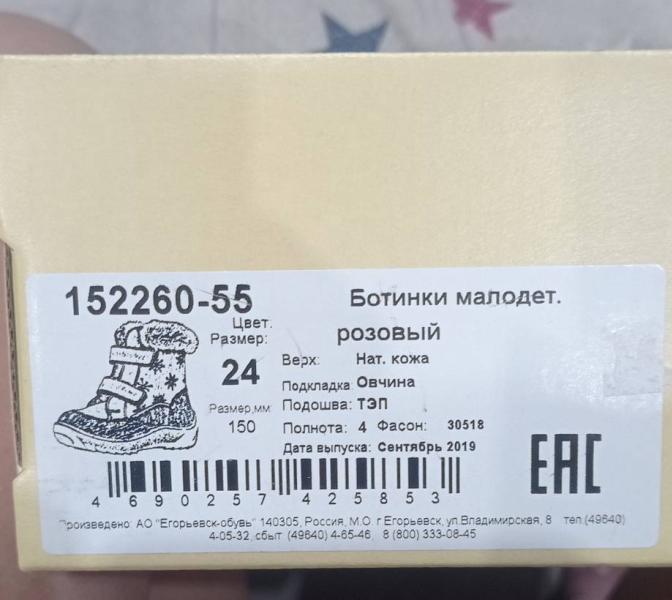 152260-55
Ботинки малодет.
Цвет.
розовый
Размер:
24
Верх: Нат. кожа
Подкладка Овчина
Размер,мм
150
Подошва: ТЭП
Полнота: 4 Фасон: 30518
Дата выпуска: Сентябрь 2019
ЕАС
4 690257 425853
Произведено: АО "Егорьевск-обувь" 140305, Россия, М.О. г Егорьевск, ул.Владимирская, 8 тел.(49640)
4-05-32, сбыт (49640) 4-65-46, 8 (800) 333-08-45